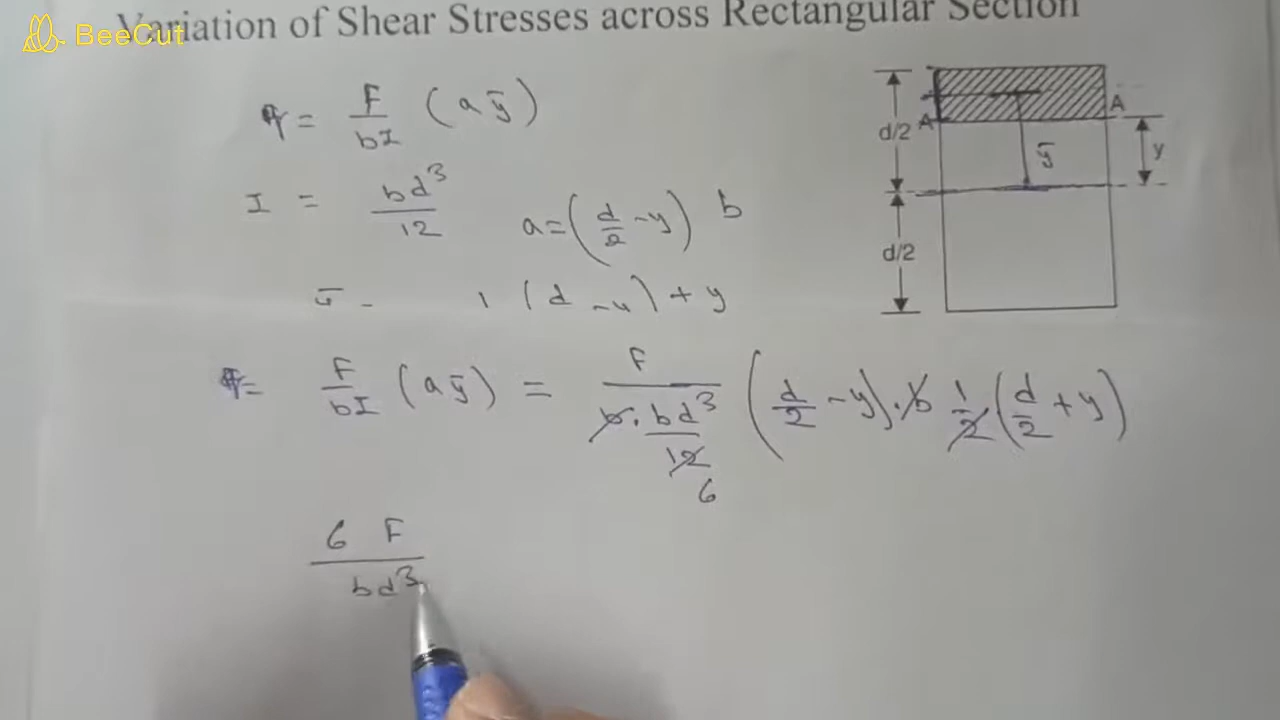 BeeCut
Variation of Shear Stresses across Rectangular Section
q = F/bI (aȳ)
I = bd³/12
a = (d/2 - y) b
(d - y) + y
q = F/bI (aȳ) = F/(b · bd³/12) (d/2 - y) · b 1/2 (d/2 + y)
6
6 F/bd³
d/2
d/2
A
A
ȳ
y